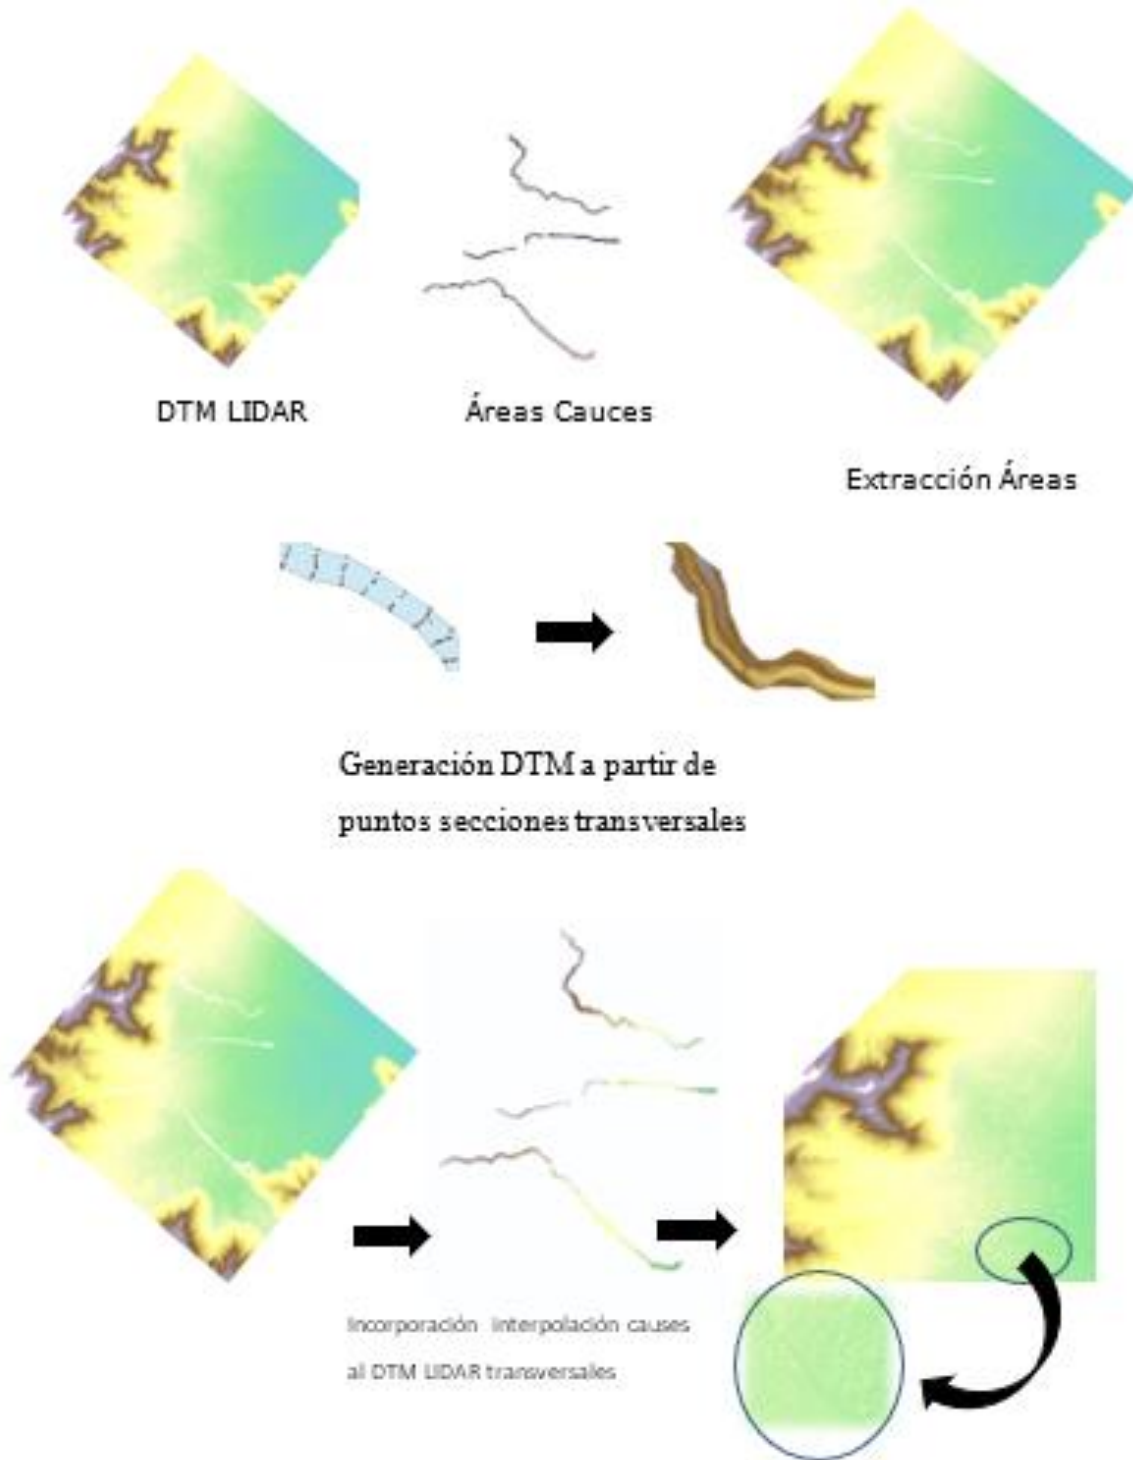 DTM LIDAR
Áreas Cauces
Extracción Áreas
Generación DTM a partir de
puntos secciones transversales
Incorporación interpolación causes
al DTM LIDAR transversales